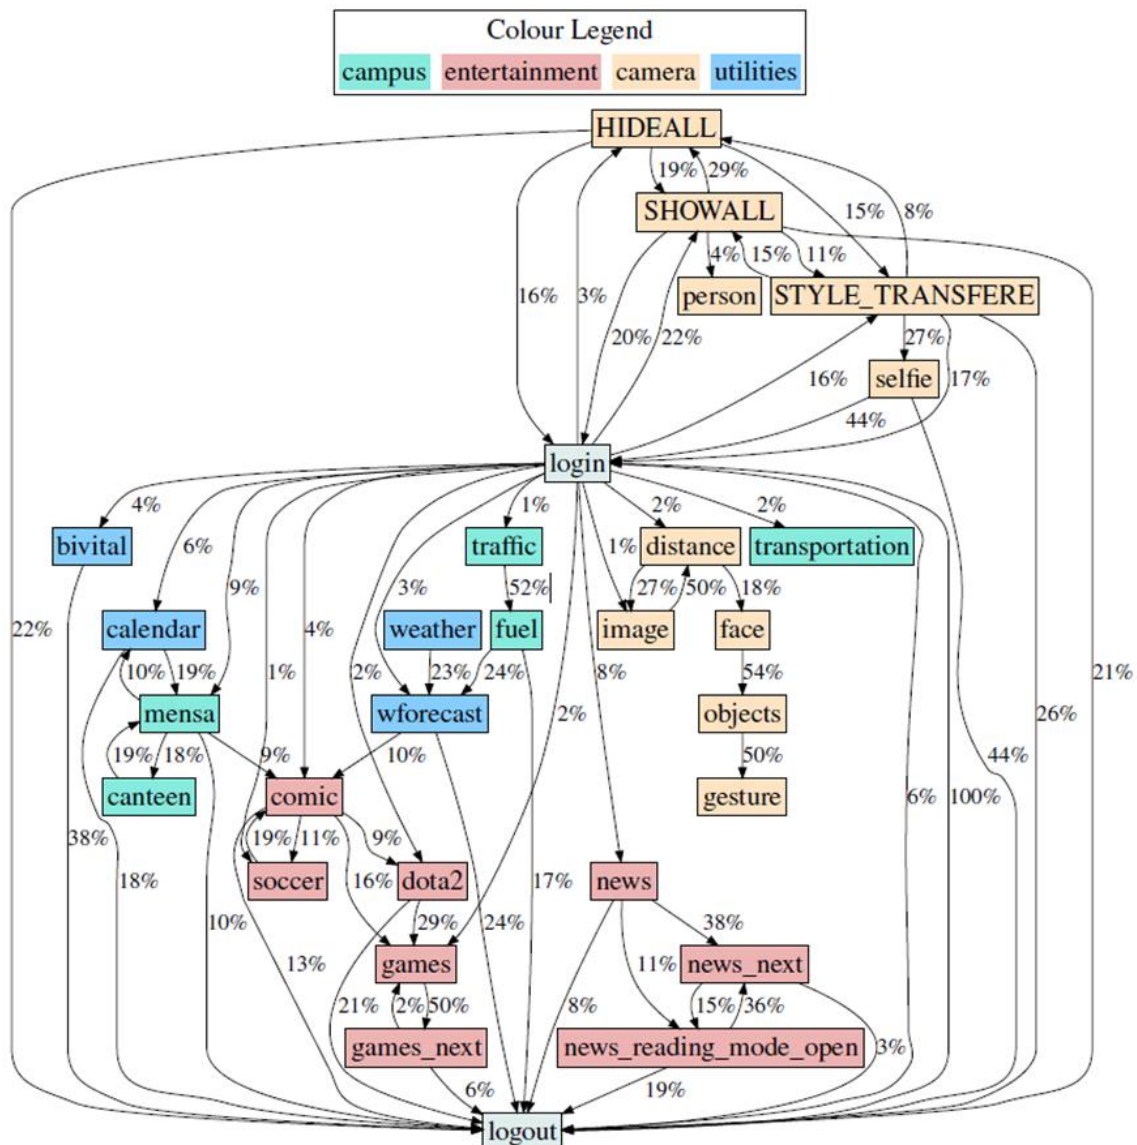 Colour Legend
campus entertainment camera utilities
HIDEALL
19% 29%
SHOWALL
15% 8%
4% 15% 11%
person STYLE_TRANSFERE
16% 3%
20% 22% 27%
16% selfie 17%
44%
login
4% 1% 2% 2%
bivital traffic distance transportation
6% 1%
9% 3% 52% 27% 50% 18%
calendar weather fuel image face
22% 4%
10% 19% 1% 2% 23% 24% 8% 54% 21%
mensa wforecast objects
2% 26%
19% 18% 9% 10% 50% 44%
canteen comic gesture
6% 100%
38% 19% 11% 9%
18% soccer 16% dota2 17% news
10% 29% 24% 38%
13% games 11% news_next
21% 2% 50% 8% 15% 36%
games_next news_reading_mode_open 3%
6% 19%
logout